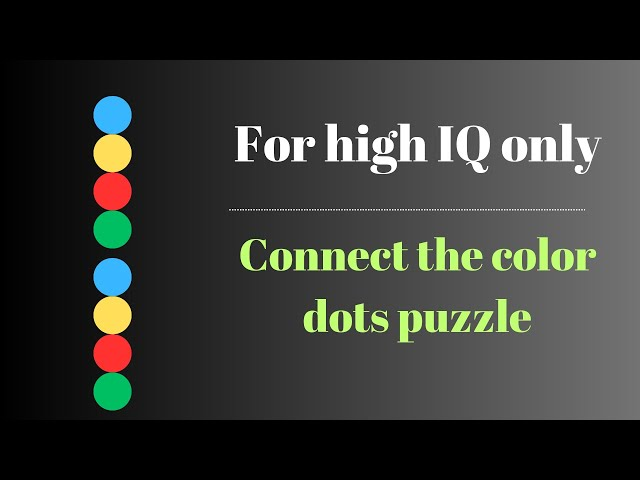 For high IQ only
Connect the color
dots puzzle